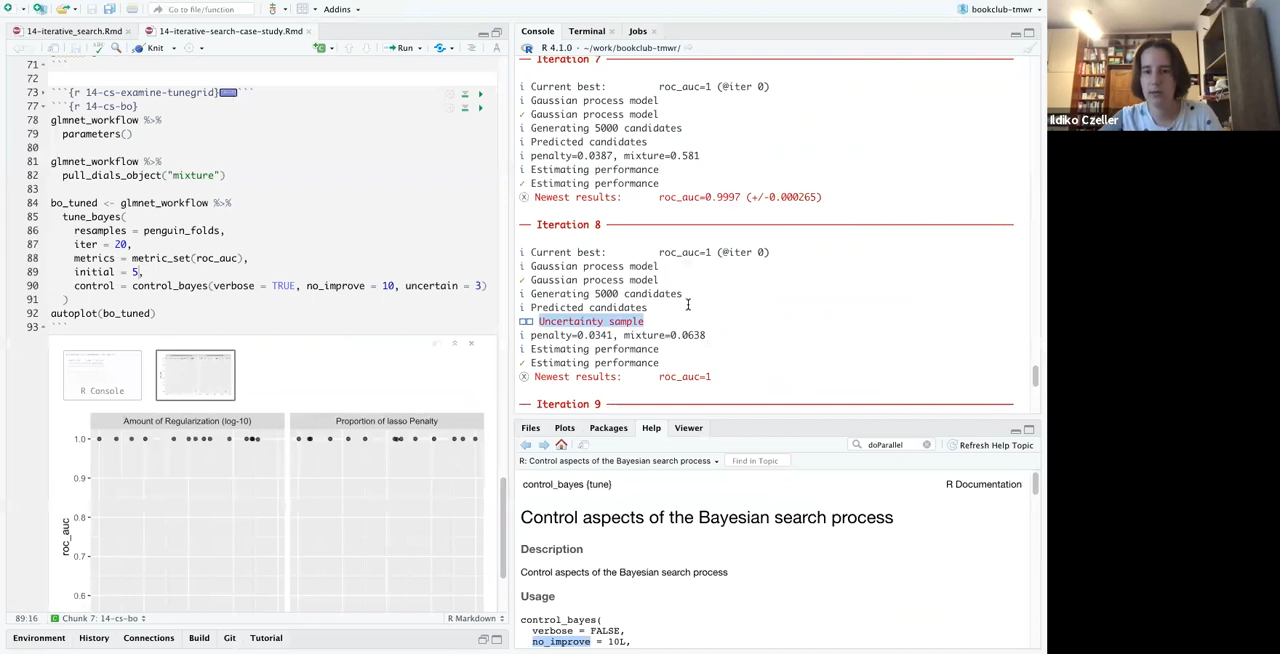 Go to file/function
Addins
bookclub-tmwr
14-iterative_search.Rmd
14-iterative-search-case-study.Rmd
Knit
Run
71 ```
72
73 ```{r 14-cs-examine-tunegrid} ```
77 ```{r 14-cs-bo}
78 glmnet_workflow %>%
79 parameters()
80
81 glmnet_workflow %>%
82 pull_dials_object("mixture")
83
84 bo_tuned <- glmnet_workflow %>%
85 tune_bayes(
86 resamples = penguin_folds,
87 iter = 20,
88 metrics = metric_set(roc_auc),
89 initial = 5,
90 control = control_bayes(verbose = TRUE, no_improve = 10, uncertain = 3)
91 )
92 autoplot(bo_tuned)
93 ```
R Console
Amount of Regularization (log-10)
Proportion of lasso Penalty
1.0
0.9
0.8
0.7
0.6
roc_auc
89:16
Chunk 7: 14-cs-bo
R Markdown
Environment
History
Connections
Build
Git
Tutorial
Console
Terminal
Jobs
R 4.1.0 · ~/work/bookclub-tmwr/
Iteration 7
i Current best: roc_auc=1 (@iter 0)
i Gaussian process model
✓ Gaussian process model
i Generating 5000 candidates
i Predicted candidates
i penalty=0.0387, mixture=0.581
i Estimating performance
✓ Estimating performance
ⓧ Newest results: roc_auc=0.9997 (+/-0.000265)
Iteration 8
i Current best: roc_auc=1 (@iter 0)
i Gaussian process model
✓ Gaussian process model
i Generating 5000 candidates
i Predicted candidates
Uncertainty sample
i penalty=0.0341, mixture=0.0638
i Estimating performance
✓ Estimating performance
ⓧ Newest results: roc_auc=1
Iteration 9
Files
Plots
Packages
Help
Viewer
doParallel
Refresh Help Topic
R: Control aspects of the Bayesian search process
Find in Topic
control_bayes {tune}
R Documentation
Control aspects of the Bayesian search process
Description
Control aspects of the Bayesian search process
Usage
control_bayes(
verbose = FALSE,
no_improve = 10L,
Ildiko Czeller